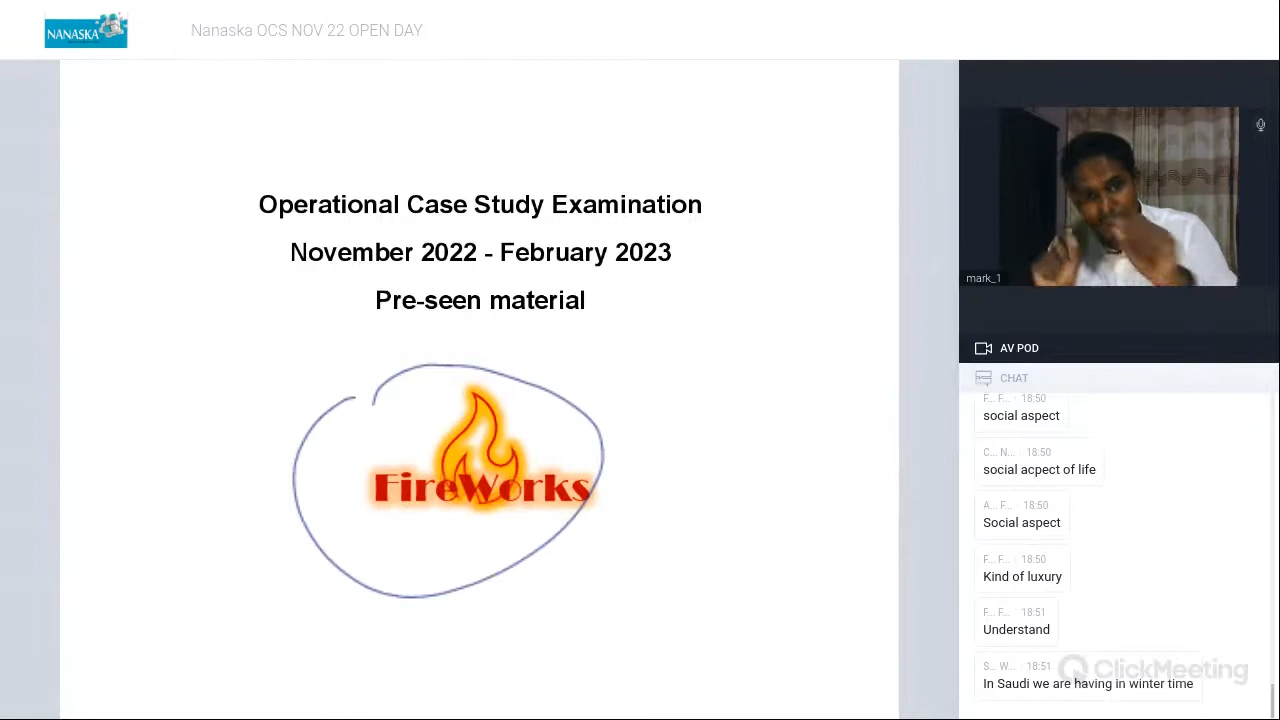 NANASKA
Nanaska OCS NOV 22 OPEN DAY
Operational Case Study Examination
November 2022 - February 2023
Pre-seen material
FireWorks
mark_1
AV POD
CHAT
F... F... 18:50
social aspect
C... N... 18:50
social acpect of life
A... F... 18:50
Social aspect
F... F... 18:50
Kind of luxury
F... F... 18:51
Understand
S... W... 18:51
In Saudi we are having in winter time
ClickMeeting